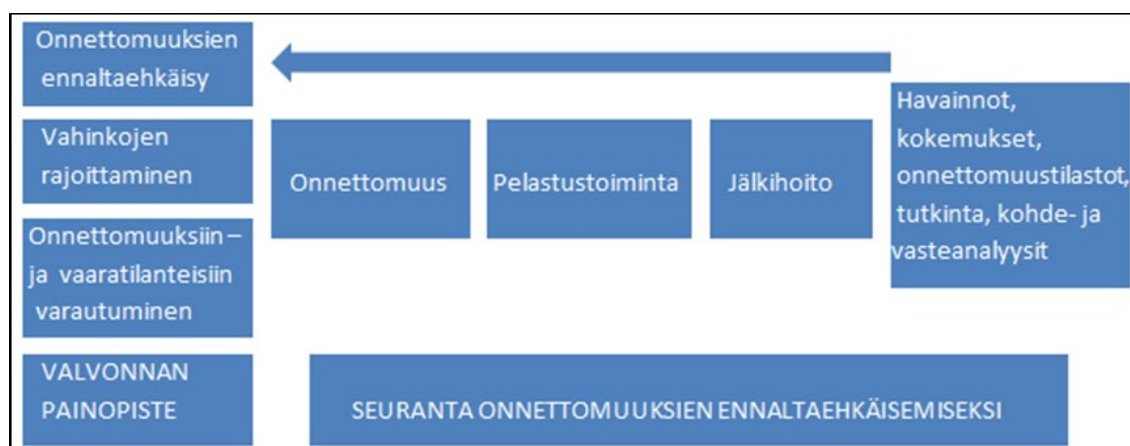 Onnettomuuksien
ennaltaehkäisy
Vahinkojen
rajoittaminen
Onnettomuuksiin –
ja vaaratilanteisiin
varautuminen
Onnettomuus
Pelastustoiminta
Jälkihoito
Havainnot,
kokemukset,
onnettomuustilastot,
tutkinta, kohde- ja
vasteanalyysit
VALVONNAN
PAINOPISTE
SEURANTA ONNETTOMUUKSIEN ENNALTAEHKÄISEMISEKSI